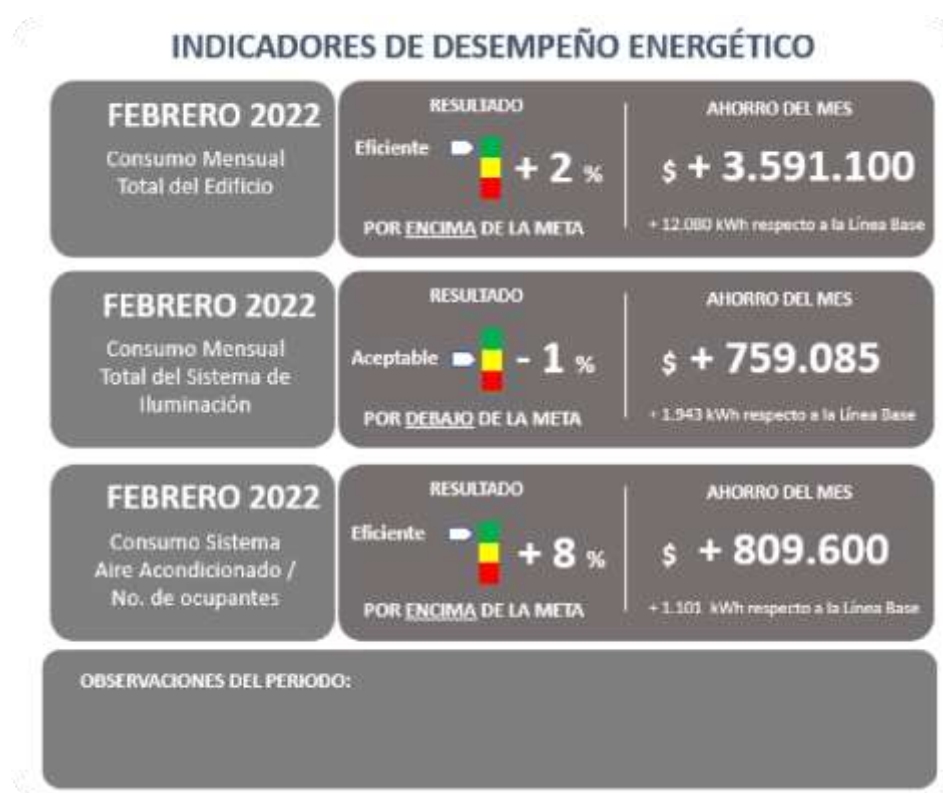 INDICADORES DE DESEMPEÑO ENERGÉTICO
FEBRERO 2022
Consumo Mensual
Total del Edificio
RESULTADO
Eficiente
+ 2 %
POR ENCIMA DE LA META
AHORRO DEL MES
$ + 3.591.100
+ 12.080 kWh respecto a la Línea Base
FEBRERO 2022
Consumo Mensual
Total del Sistema de
Iluminación
RESULTADO
Aceptable
- 1 %
POR DEBAJO DE LA META
AHORRO DEL MES
$ + 759.085
+ 1.943 kWh respecto a la Línea Base
FEBRERO 2022
Consumo Sistema
Aire Acondicionado /
No. de ocupantes
RESULTADO
Eficiente
+ 8 %
POR ENCIMA DE LA META
AHORRO DEL MES
$ + 809.600
+ 1.101 kWh respecto a la Línea Base
OBSERVACIONES DEL PERIODO: